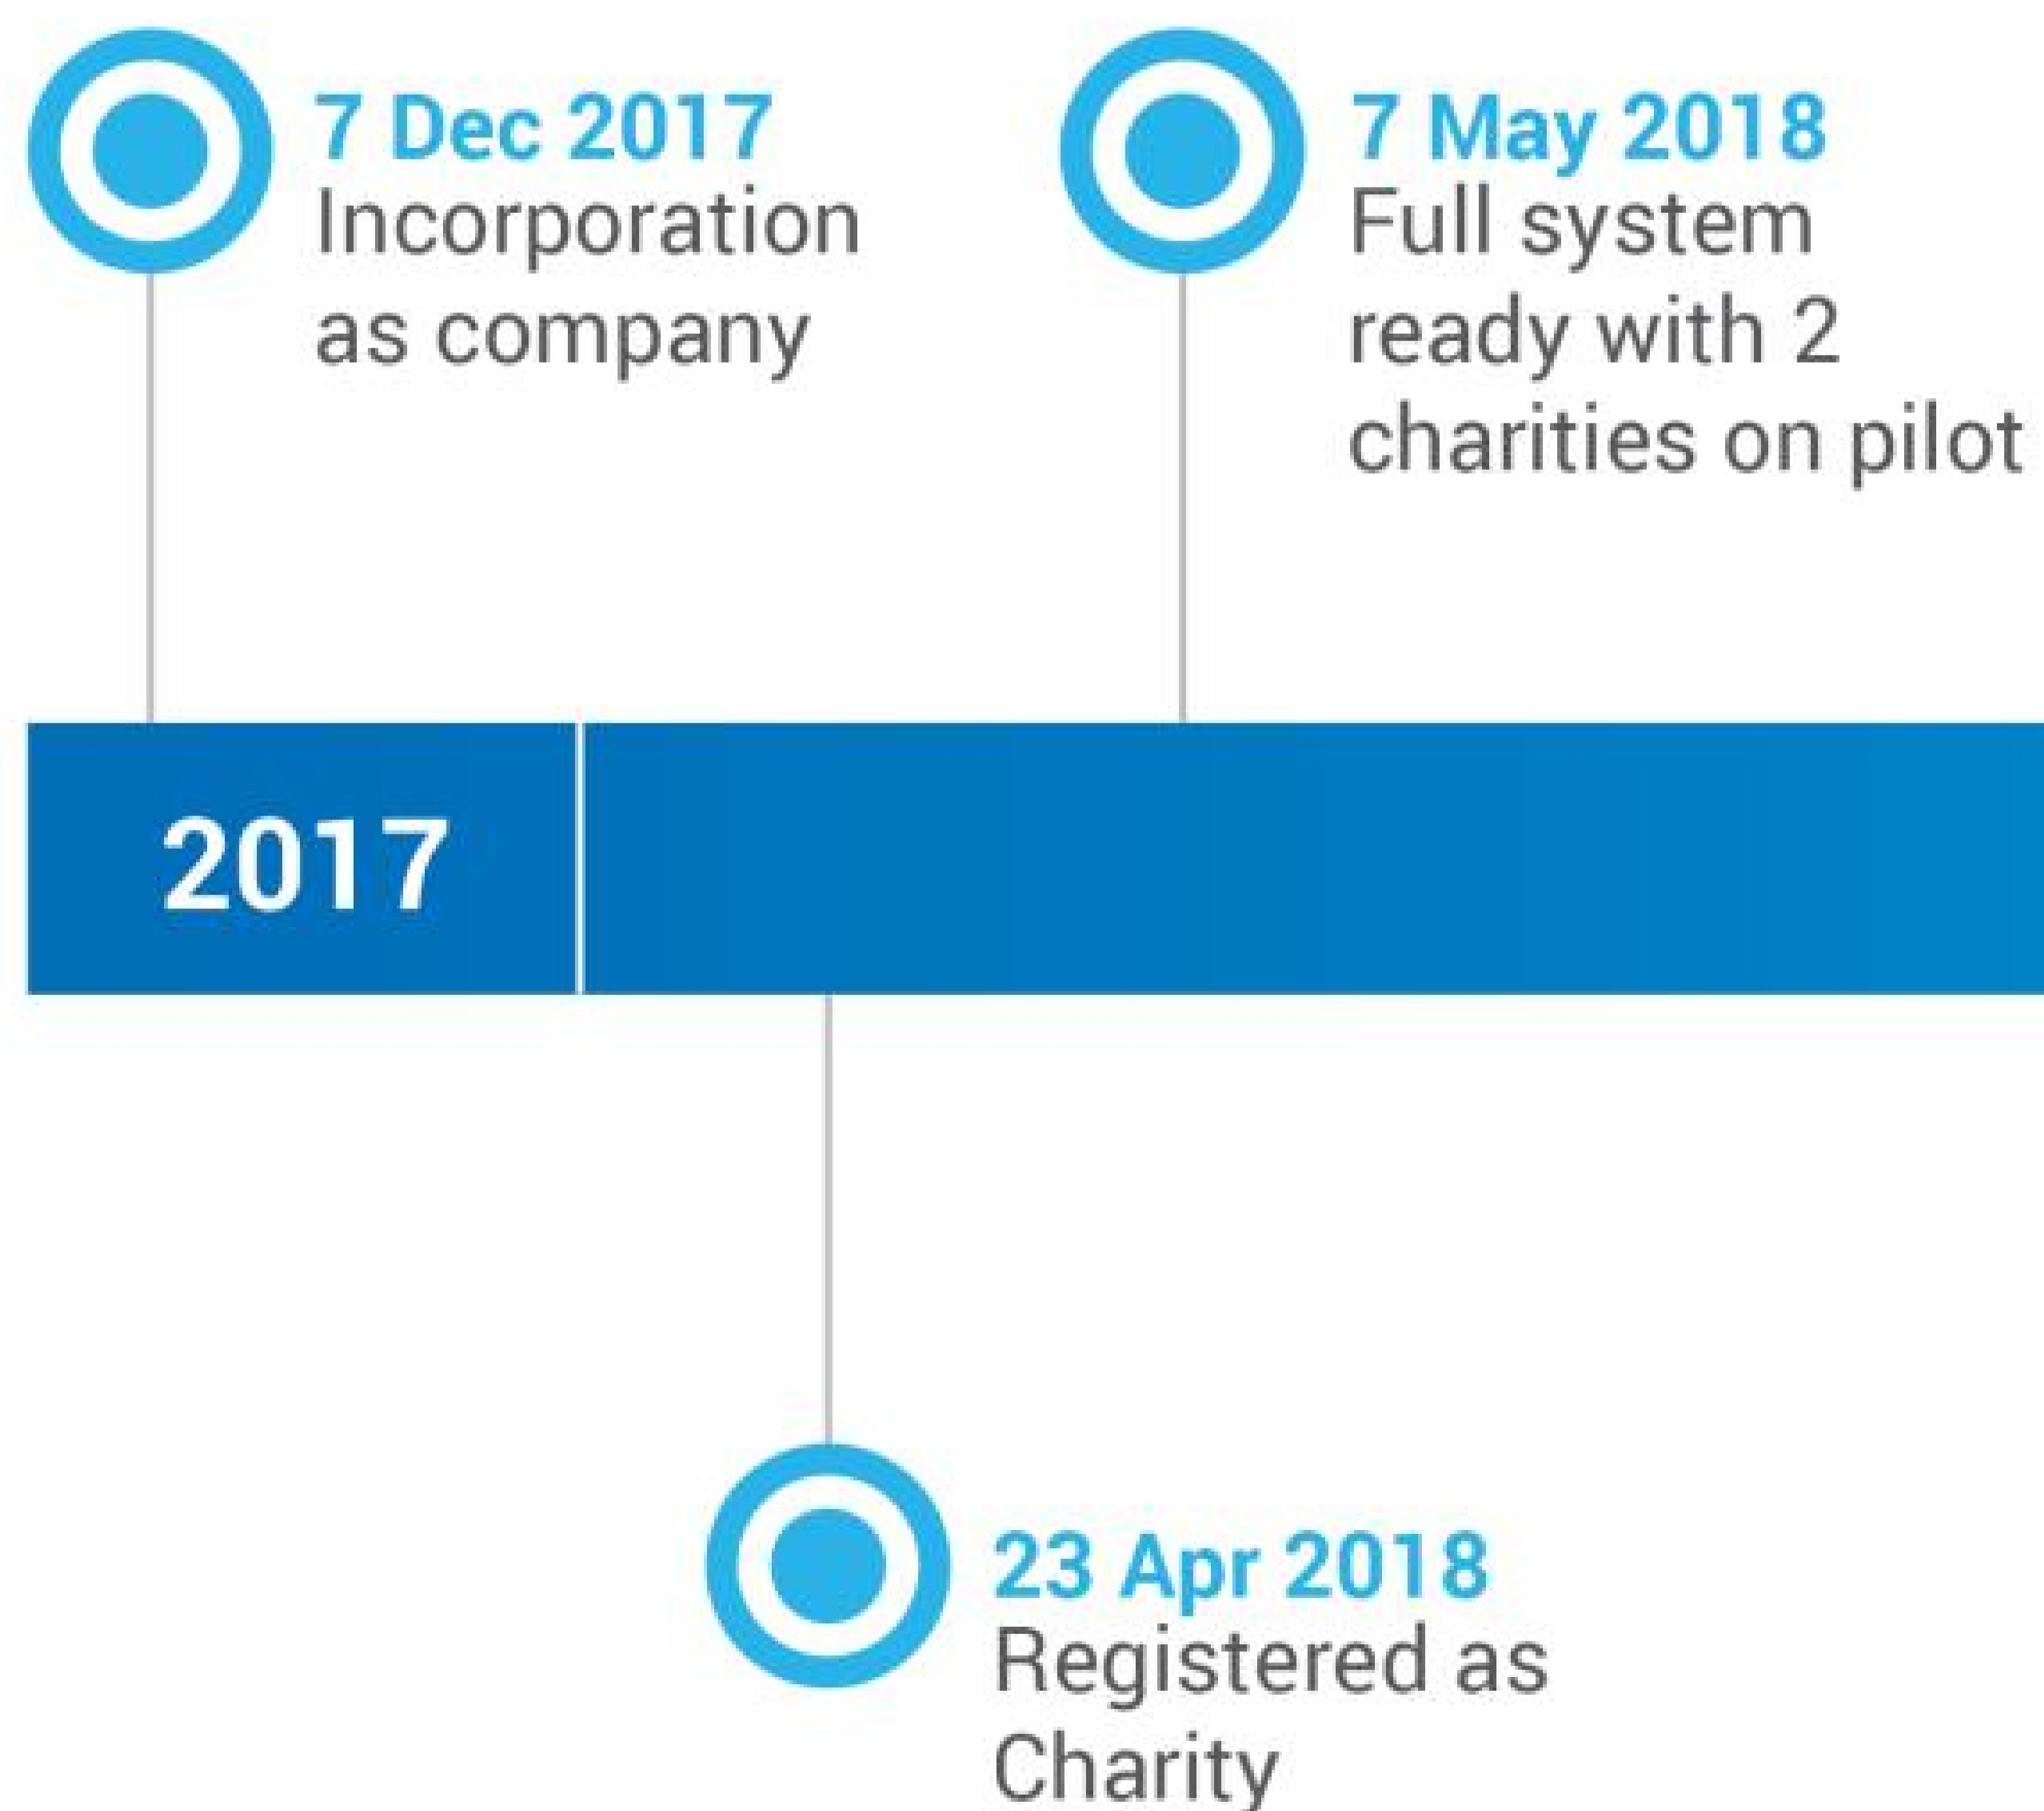 7 Dec 2017
Incorporation
as company
7 May 2018
Full system
ready with 2
charities on pilot
2017
23 Apr 2018
Registered as
Charity